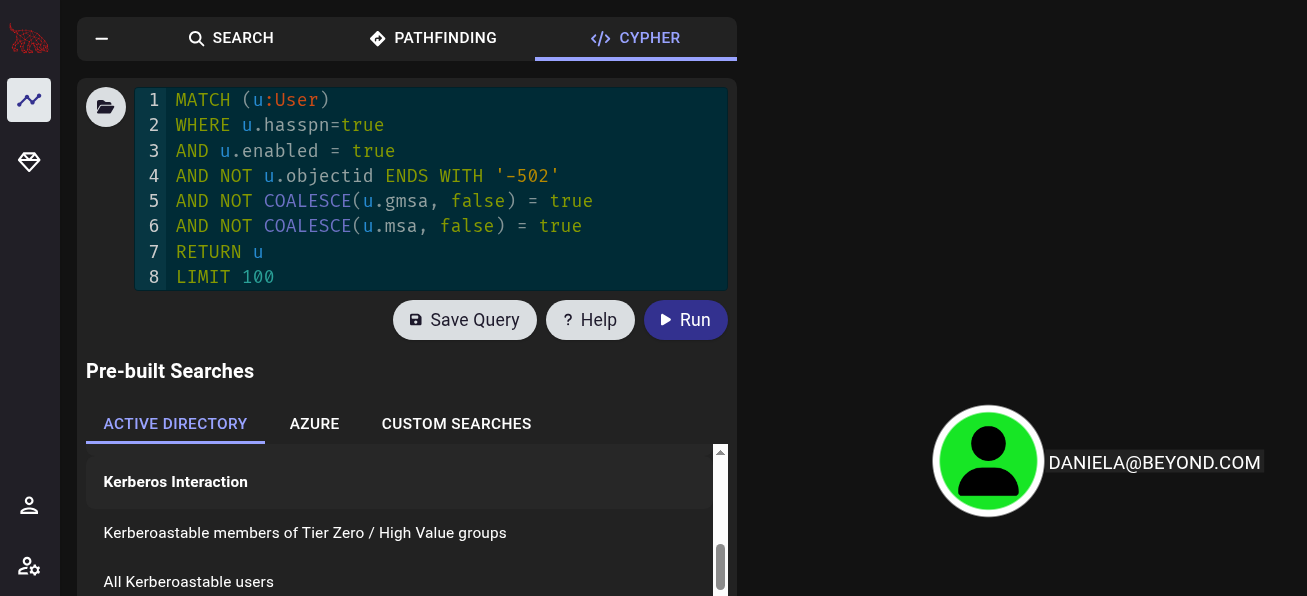 SEARCH
PATHFINDING
CYPHER
1 MATCH (u:User)
2 WHERE u.hasspn=true
3 AND u.enabled = true
4 AND NOT u.objectid ENDS WITH '-502'
5 AND NOT COALESCE(u.gmsa, false) = true
6 AND NOT COALESCE(u.msa, false) = true
7 RETURN u
8 LIMIT 100
Save Query
? Help
Run
Pre-built Searches
ACTIVE DIRECTORY
AZURE
CUSTOM SEARCHES
Kerberos Interaction
Kerberoastable members of Tier Zero / High Value groups
All Kerberoastable users
DANIELA@BEYOND.COM